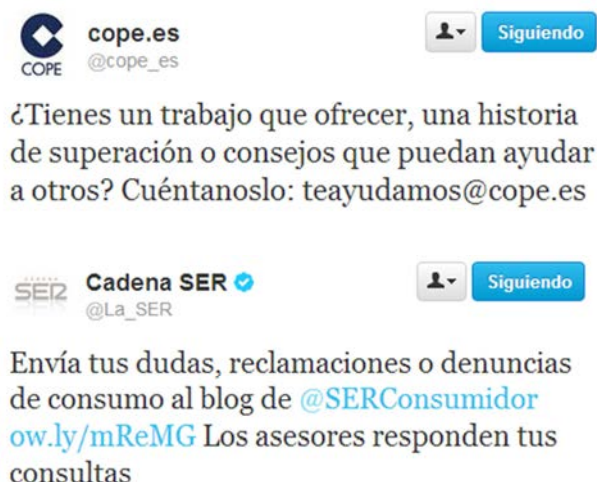 cope.es
@cope_es
COPE
Siguiendo
¿Tienes un trabajo que ofrecer, una historia
de superación o consejos que puedan ayudar
a otros? Cuéntanoslo: teayudamos@cope.es
SER
Cadena SER
@La_SER
Siguiendo
Envía tus dudas, reclamaciones o denuncias
de consumo al blog de @SERConsumidor
ow.ly/mReMG Los asesores responden tus
consultas